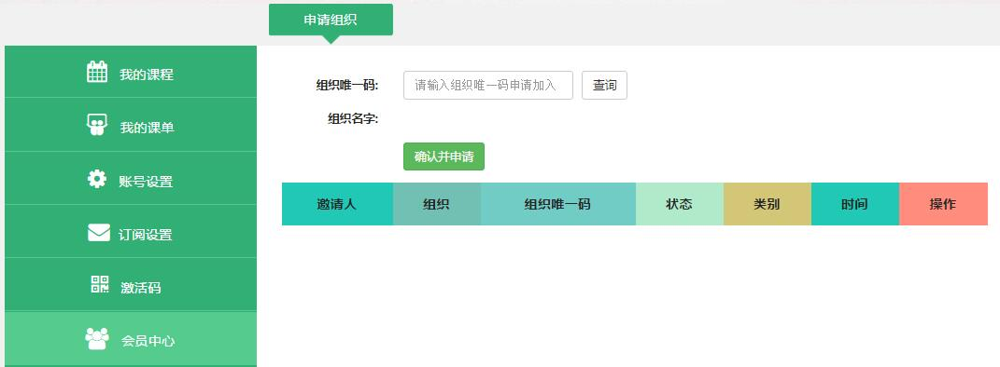 申请组织
我的课程
我的课单
账号设置
订阅设置
激活码
会员中心
组织唯一码: 请输入组织唯一码申请加入 查询
组织名字:
确认并申请
邀请人 组织 组织唯一码 状态 类别 时间 操作